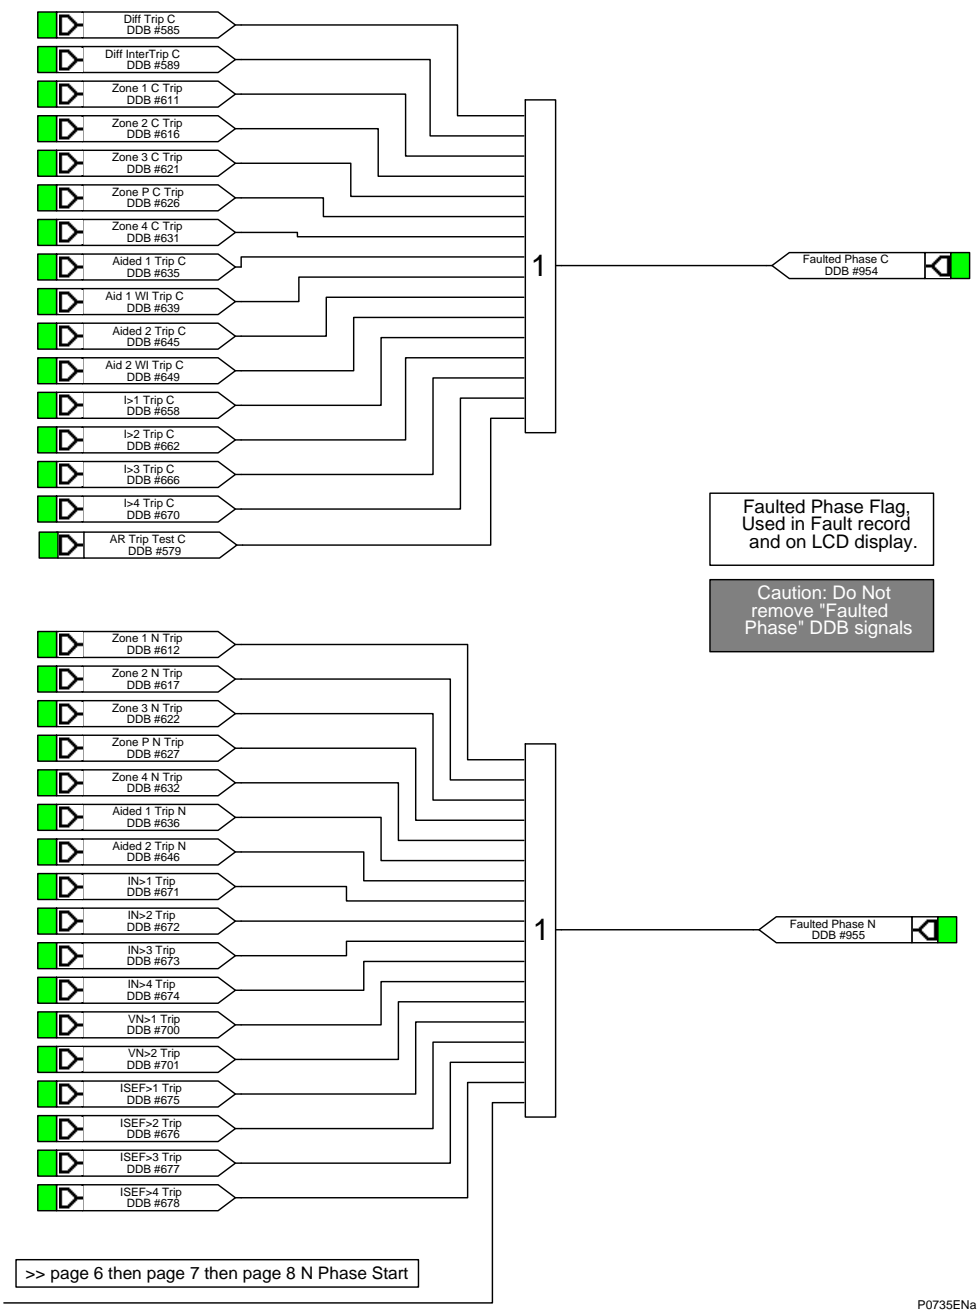 Diff Trip C
DDB #585
Diff InterTrip C
DDB #589
Zone 1 C Trip
DDB #611
Zone 2 C Trip
DDB #616
Zone 3 C Trip
DDB #621
Zone P C Trip
DDB #626
Zone 4 C Trip
DDB #631
Aided 1 Trip C
DDB #635
Aid 1 WI Trip C
DDB #639
Aided 2 Trip C
DDB #645
Aid 2 WI Trip C
DDB #649
I>1 Trip C
DDB #658
I>2 Trip C
DDB #662
I>3 Trip C
DDB #666
I>4 Trip C
DDB #670
AR Trip Test C
DDB #579
1
Faulted Phase C
DDB #954
Faulted Phase Flag,
Used in Fault record
and on LCD display.
Caution: Do Not
remove "Faulted
Phase" DDB signals
Zone 1 N Trip
DDB #612
Zone 2 N Trip
DDB #617
Zone 3 N Trip
DDB #622
Zone P N Trip
DDB #627
Zone 4 N Trip
DDB #632
Aided 1 Trip N
DDB #636
Aided 2 Trip N
DDB #646
IN>1 Trip
DDB #671
IN>2 Trip
DDB #672
IN>3 Trip
DDB #673
IN>4 Trip
DDB #674
VN>1 Trip
DDB #700
VN>2 Trip
DDB #701
ISEF>1 Trip
DDB #675
ISEF>2 Trip
DDB #676
ISEF>3 Trip
DDB #677
ISEF>4 Trip
DDB #678
1
Faulted Phase N
DDB #955
>> page 6 then page 7 then page 8 N Phase Start
P0735ENa